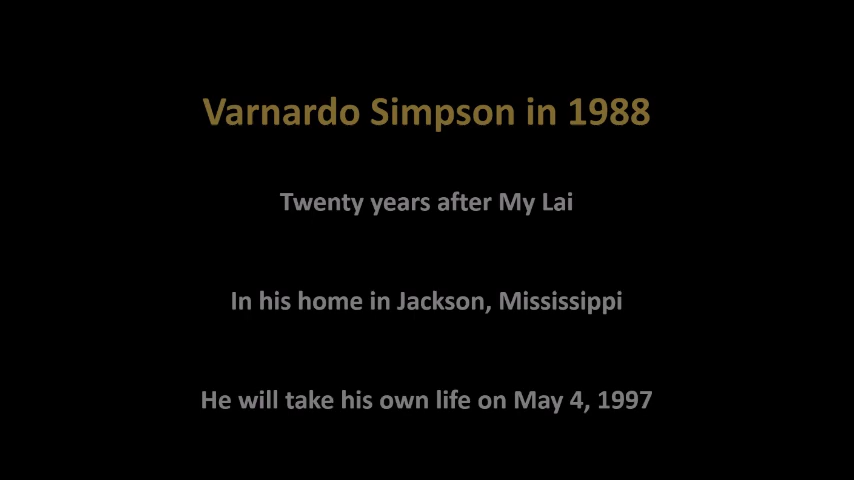 Varnardo Simpson in 1988
Twenty years after My Lai
In his home in Jackson, Mississippi
He will take his own life on May 4, 1997